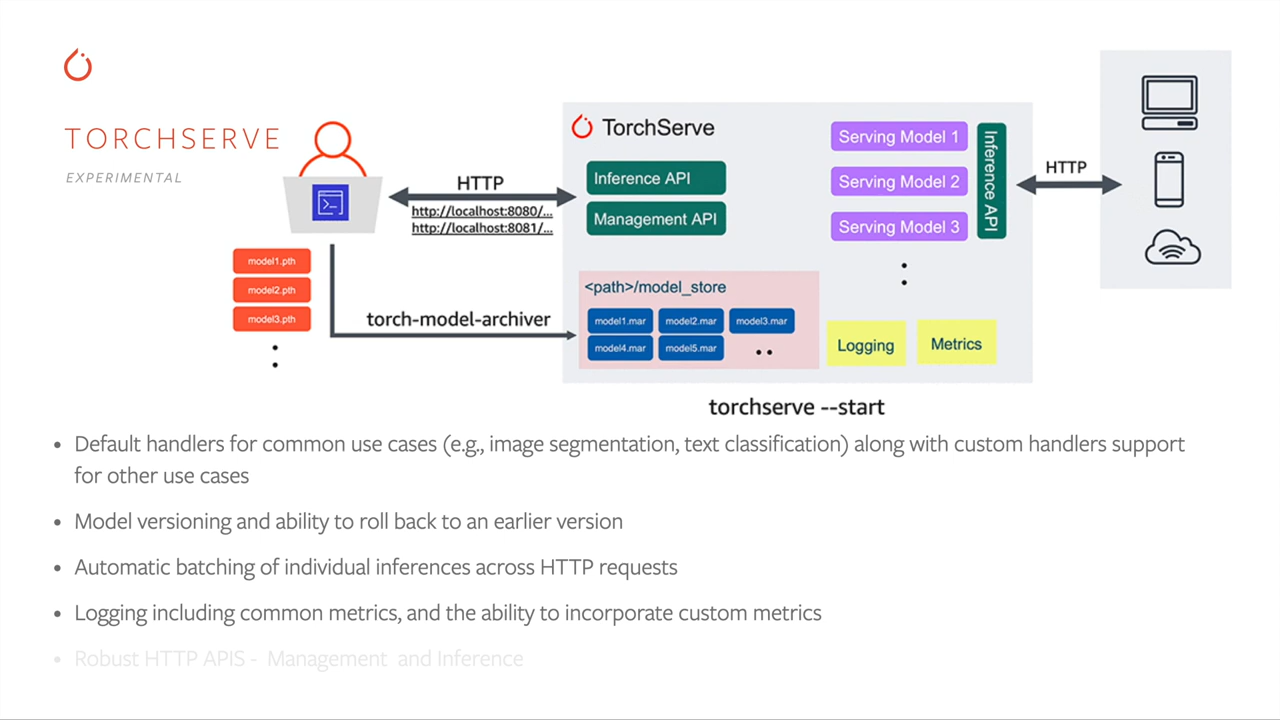 TORCHSERVE
EXPERIMENTAL
HTTP
http://localhost:8080/...
http://localhost:8081/...
model1.pth
model2.pth
model3.pth
torch-model-archiver
TorchServe
Inference API
Management API
<path>/model_store
model1.mar
model2.mar
model3.mar
model4.mar
model5.mar
Serving Model 1
Serving Model 2
Serving Model 3
Inference API
Logging
Metrics
HTTP
torchserve --start
• Default handlers for common use cases (e.g., image segmentation, text classification) along with custom handlers support
for other use cases
• Model versioning and ability to roll back to an earlier version
• Automatic batching of individual inferences across HTTP requests
• Logging including common metrics, and the ability to incorporate custom metrics
• Robust HTTP APIS - Management and Inference